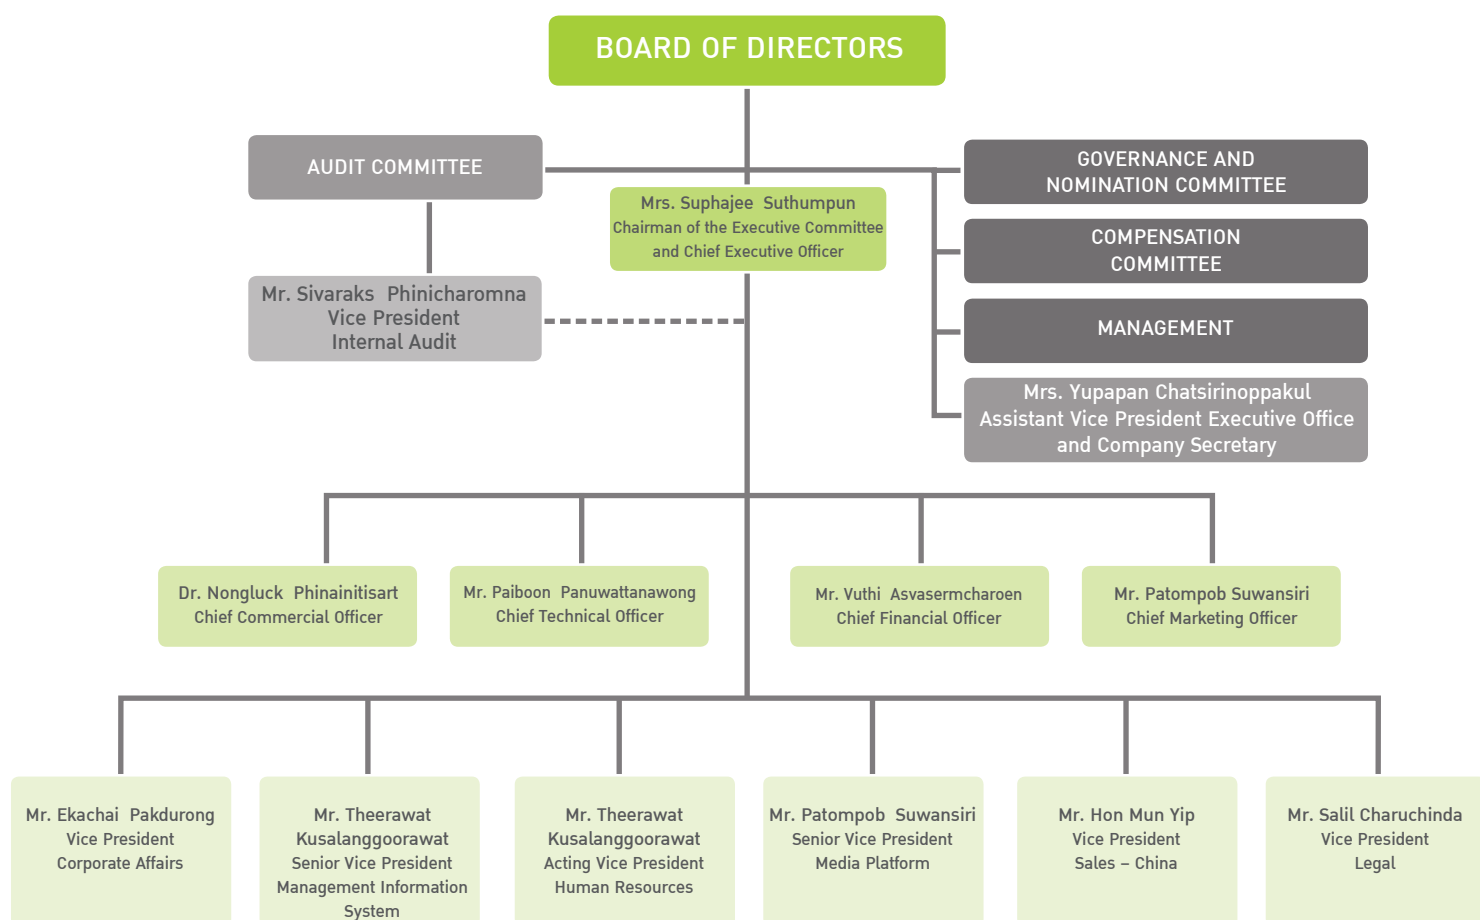 BOARD OF DIRECTORS
AUDIT COMMITTEE
GOVERNANCE AND
NOMINATION COMMITTEE
Mrs. Suphajee Suthumpun
Chairman of the Executive Committee
and Chief Executive Officer
COMPENSATION
COMMITTEE
Mr. Sivaraks Phinicharomna
Vice President
Internal Audit
MANAGEMENT
Mrs. Yupapan Chatsirinoppakul
Assistant Vice President Executive Office
and Company Secretary
Dr. Nongluck Phinainitisart
Chief Commercial Officer
Mr. Paiboon Panuwattanawong
Chief Technical Officer
Mr. Vuthi Asvasermcharoen
Chief Financial Officer
Mr. Patompob Suwansiri
Chief Marketing Officer
Mr. Ekachai Pakdurong
Vice President
Corporate Affairs
Mr. Theerawat
Kusalanggoorawat
Senior Vice President
Management Information
System
Mr. Theerawat
Kusalanggoorawat
Acting Vice President
Human Resources
Mr. Patompob Suwansiri
Senior Vice President
Media Platform
Mr. Hon Mun Yip
Vice President
Sales – China
Mr. Salil Charuchinda
Vice President
Legal